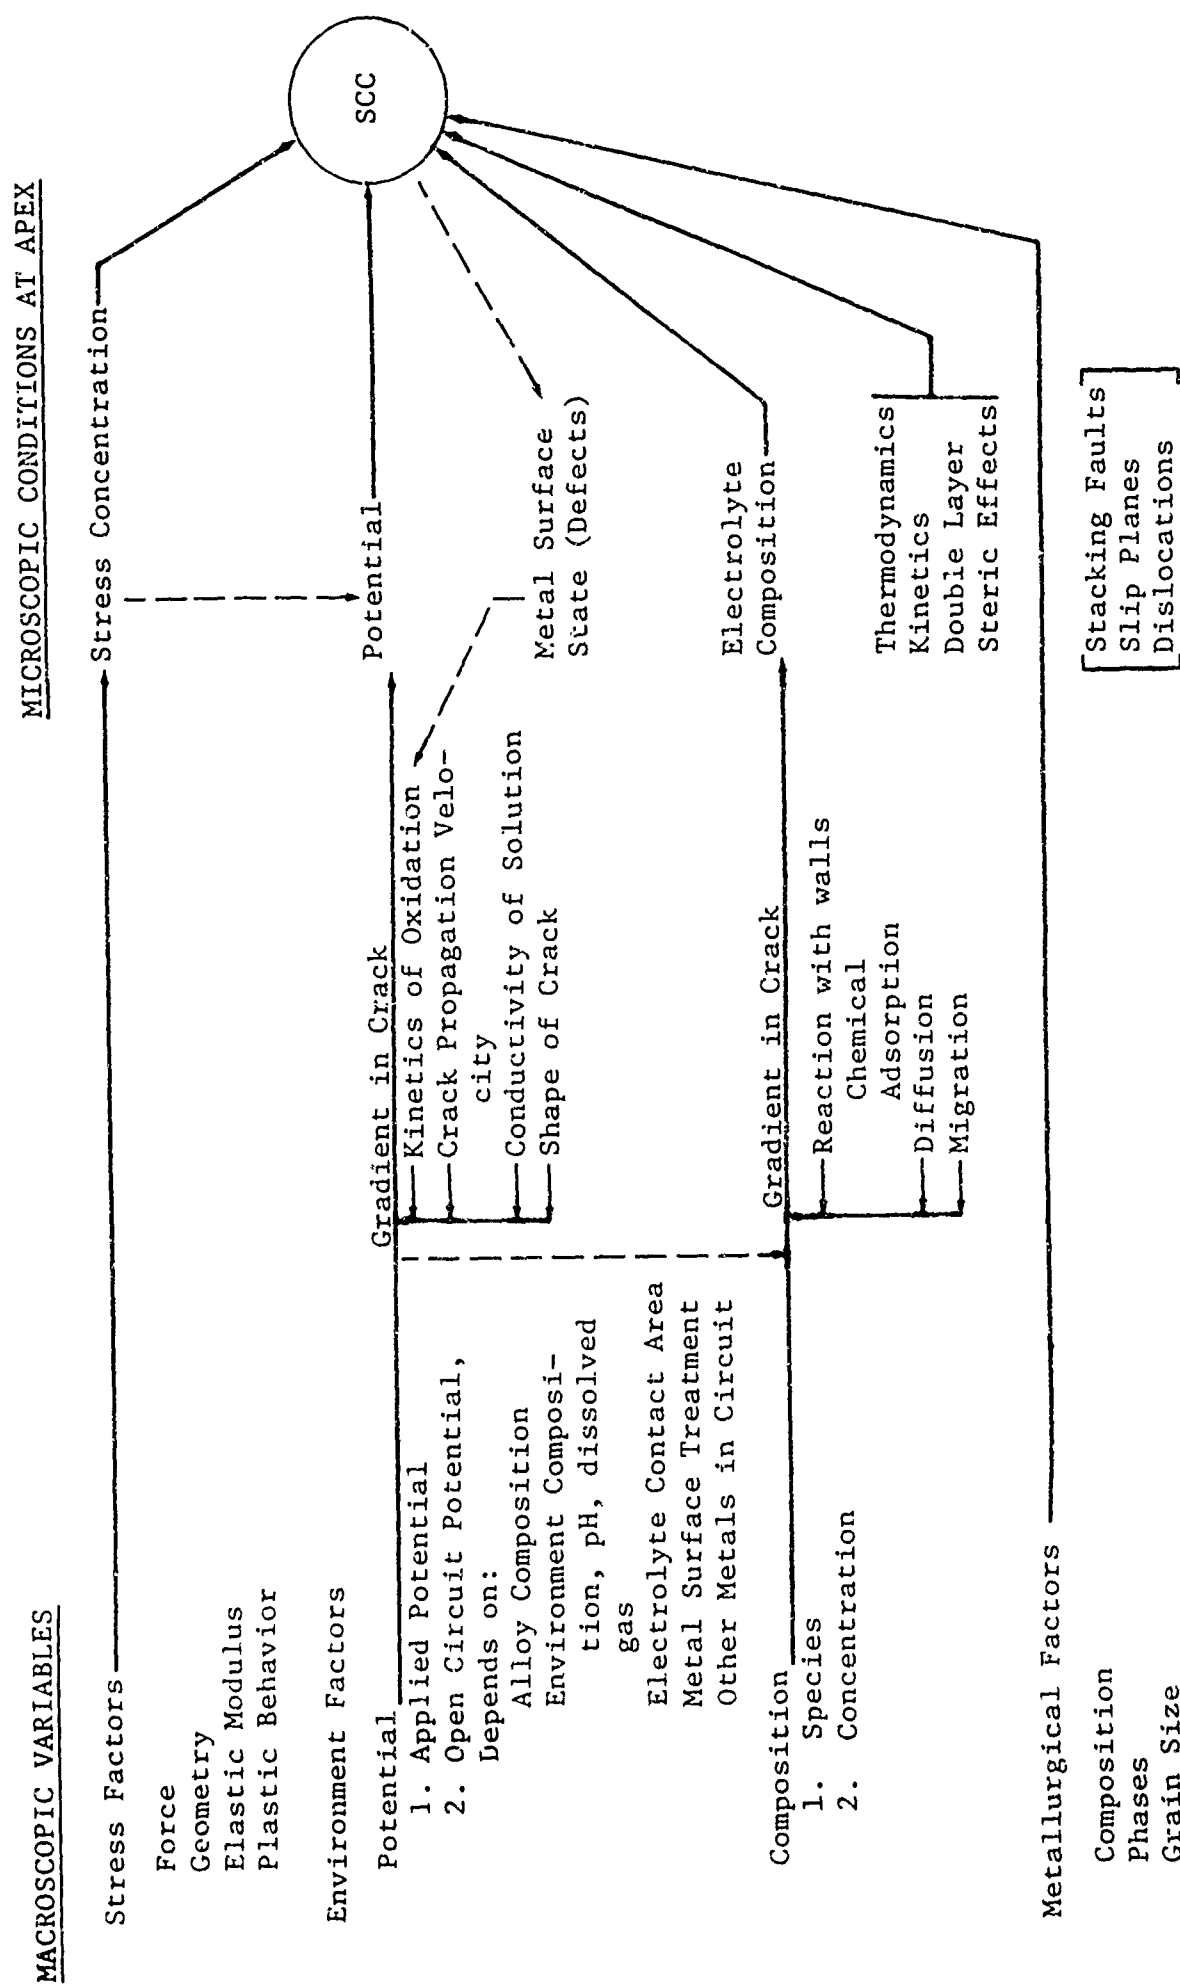 MACROSCOPIC VARIABLES
MICROSCOPIC CONDITIONS AT APEX
Stress Factors
Stress Concentration
Force
Geometry
Elastic Modulus
Plastic Behavior
SCC
Environment Factors
Potential
Gradient in Crack
Potential
1. Applied Potential
2. Open Circuit Potential,
Depends on:
Alloy Composition
Environment Composi-
tion, pH, dissolved
gas
Electrolyte Contact Area
Metal Surface Treatment
Other Metals in Circuit
Kinetics of Oxidation
Crack Propagation Velo-
city
Conductivity of Solution
Shape of Crack
Metal Surface
State (Defects)
Composition
1. Species
2. Concentration
Gradient in Crack
Reaction with walls
Chemical
Adsorption
Diffusion
Migration
Electrolyte
Composition
Thermodynamics
Kinetics
Double Layer
Steric Effects
Metallurgical Factors
Composition
Phases
Grain Size
Stacking Faults
Slip Planes
Dislocations